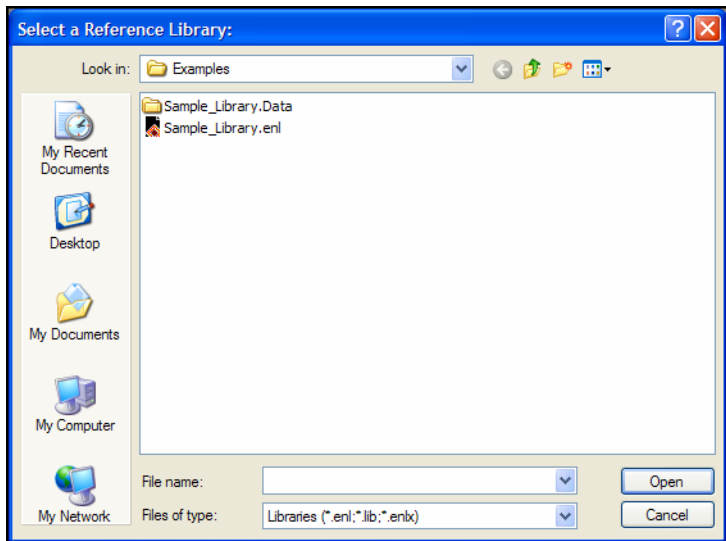 Select a Reference Library:
Look in:
Examples
Sample_Library.Data
Sample_Library.enl
My Recent
Documents
Desktop
My Documents
My Computer
My Network
File name:
Open
Files of type:
Libraries (*.enl;*.lib;*.enlx)
Cancel